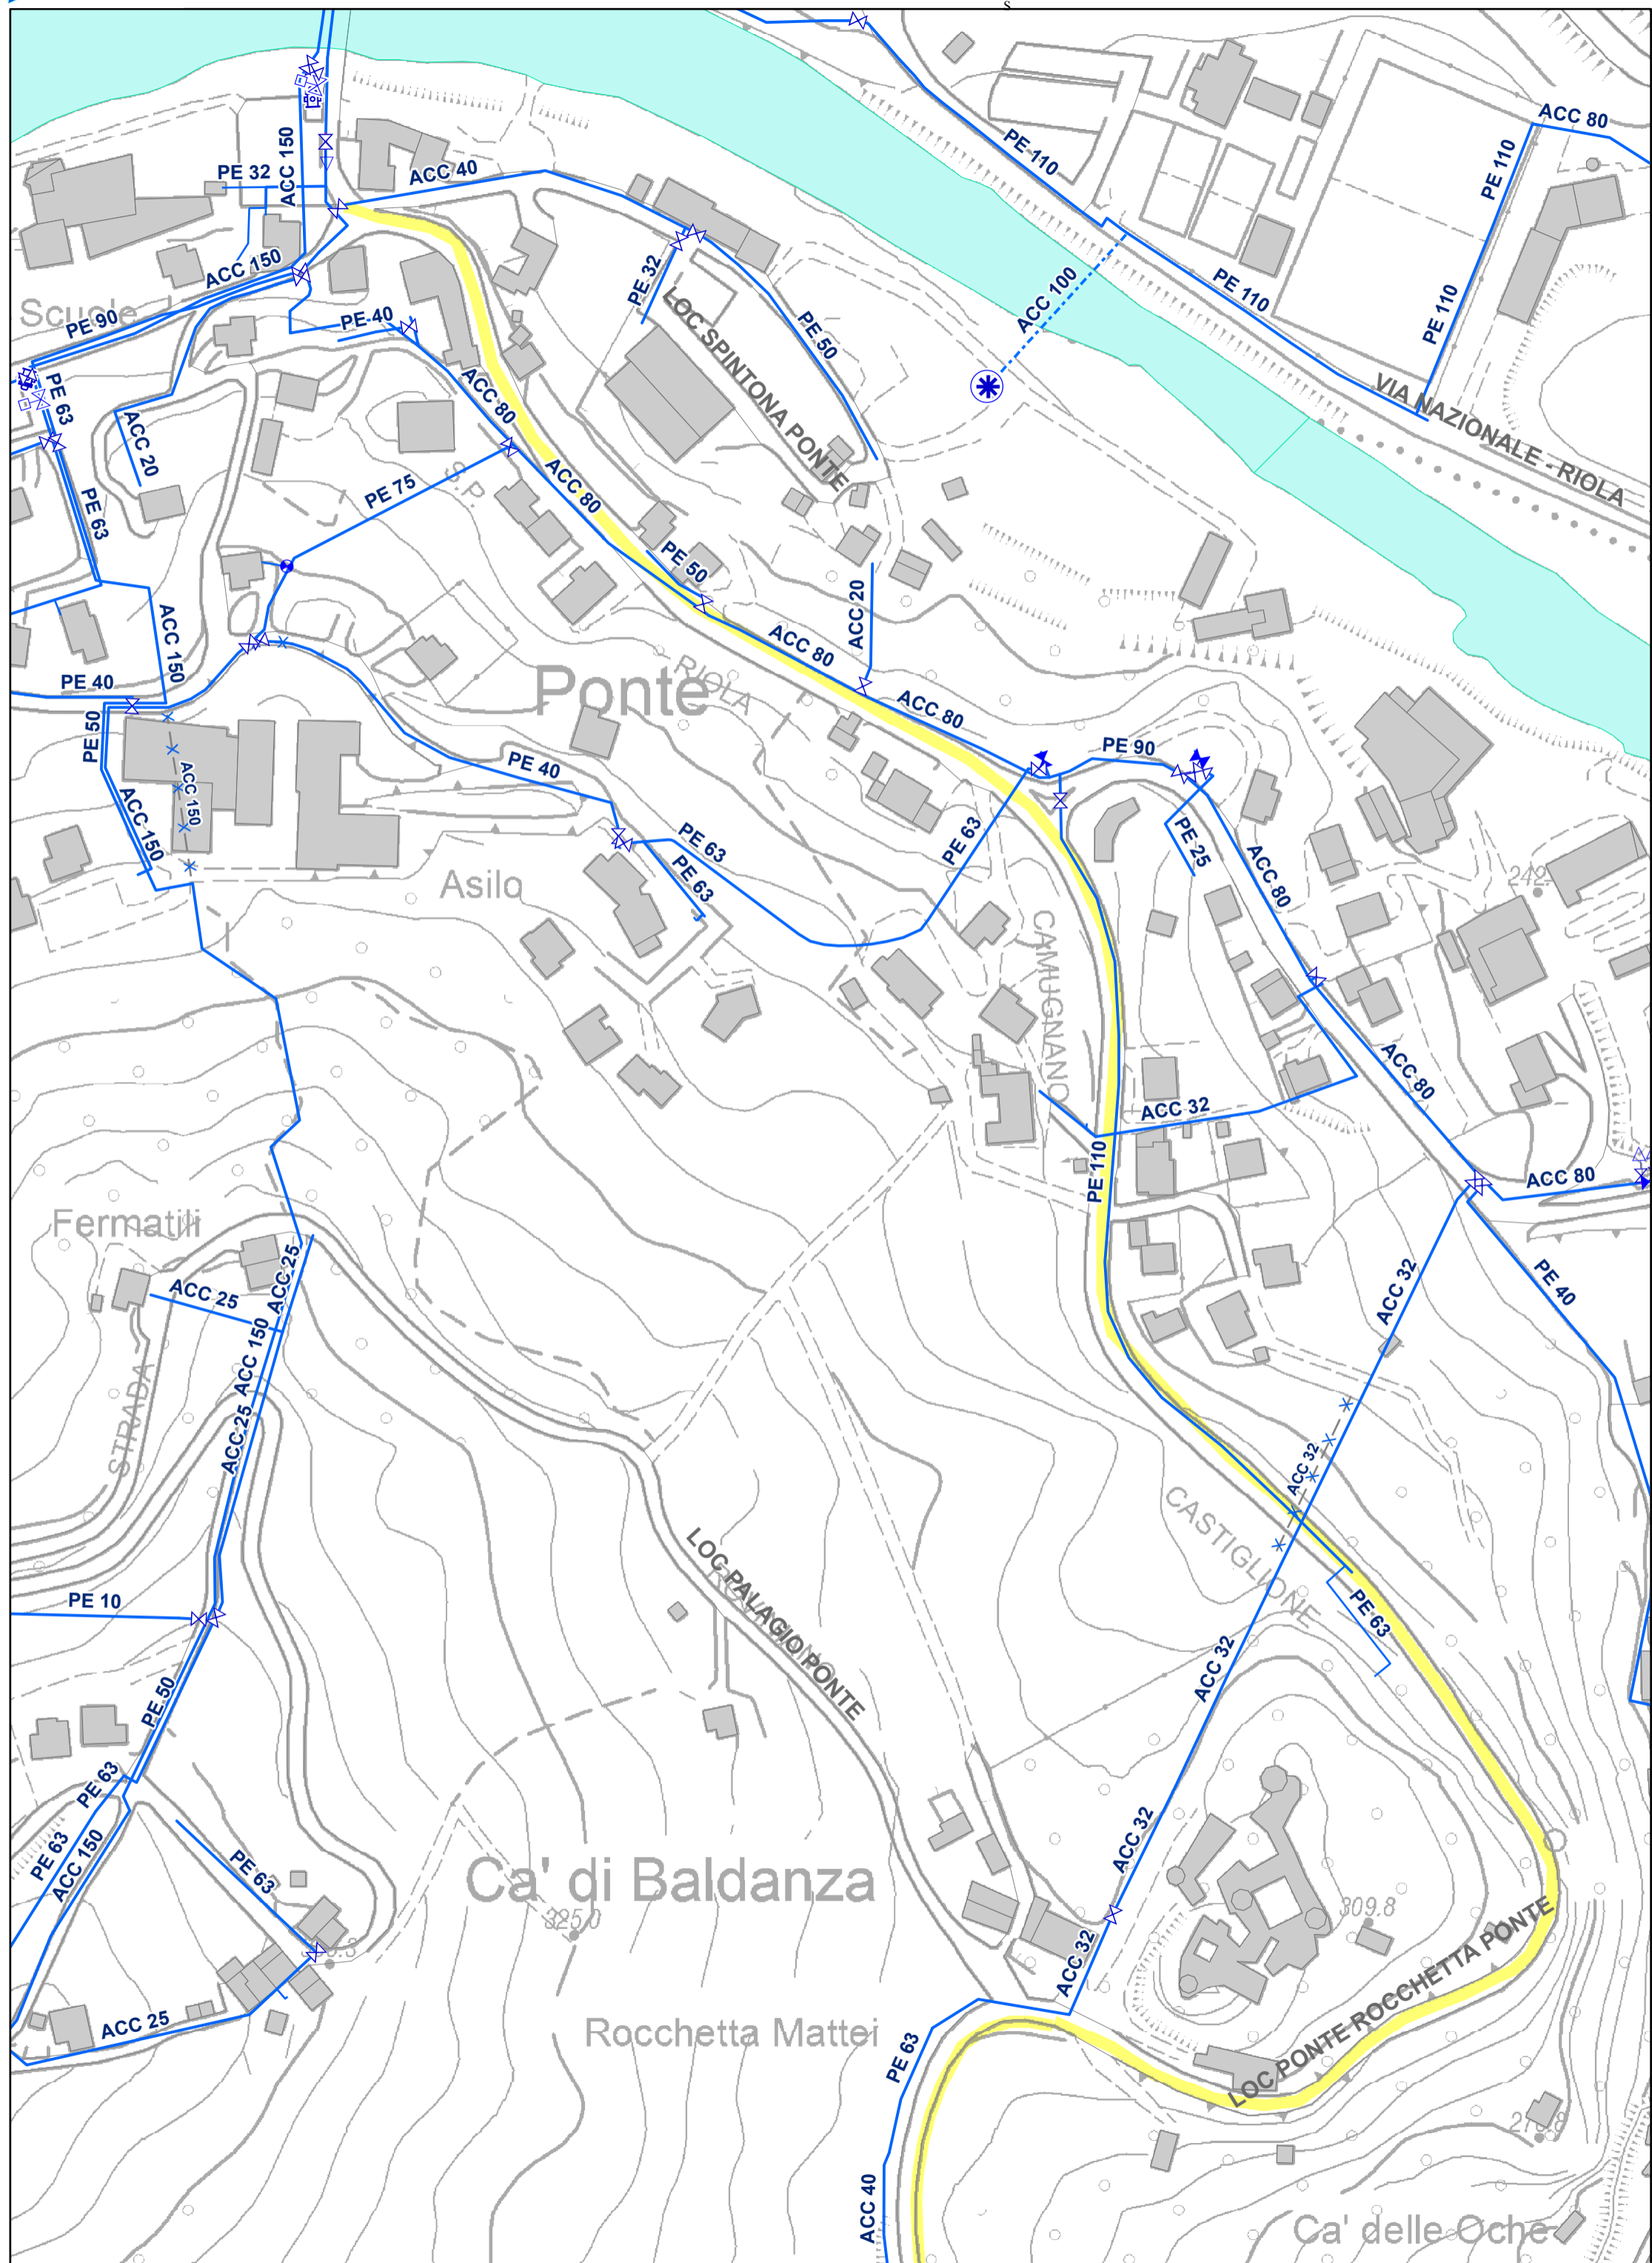 S
ACC 80
PE 110
PE 110
ACC 150
PE 32
ACC 40
PE 32
LOC SPINTONA PONTE
ACC 100
PE 110
PE 110
ACC 150
Scuole
PE 90
PE 40
PE 50
VIA NAZIONALE - RIOLA
PE 63
ACC 80
ACC 20
S.P.
ACC 80
PE 75
PE 63
PE 50
ACC 20
ACC 150
ACC 80
RIOLA
Ponte
PE 40
PE 50
ACC 80
PE 90
ACC 150
PE 40
ACC 150
PE 63
PE 63
PE 63
PE 25
ACC 80
Asilo
242.
CAMUGNANO
ACC 80
ACC 32
PE 110
ACC 80
Fermatili
ACC 25
ACC 25
ACC 150
ACC 32
PE 40
STRADA
ACC 25
ACC 32
CASTIGLIONE
LOC PALAGIO PONTE
PE 10
PE 63
ACC 32
PE 50
PE 63
PE 63
ACC 150
PE 63
ACC 32
Ca' di Baldanza
325.0
309.8
LOC PONTE-ROCCHETTA PONTE
ACC 32
ACC 25
Rocchetta Mattei
PE 63
ACC 40
Ca' delle Oche